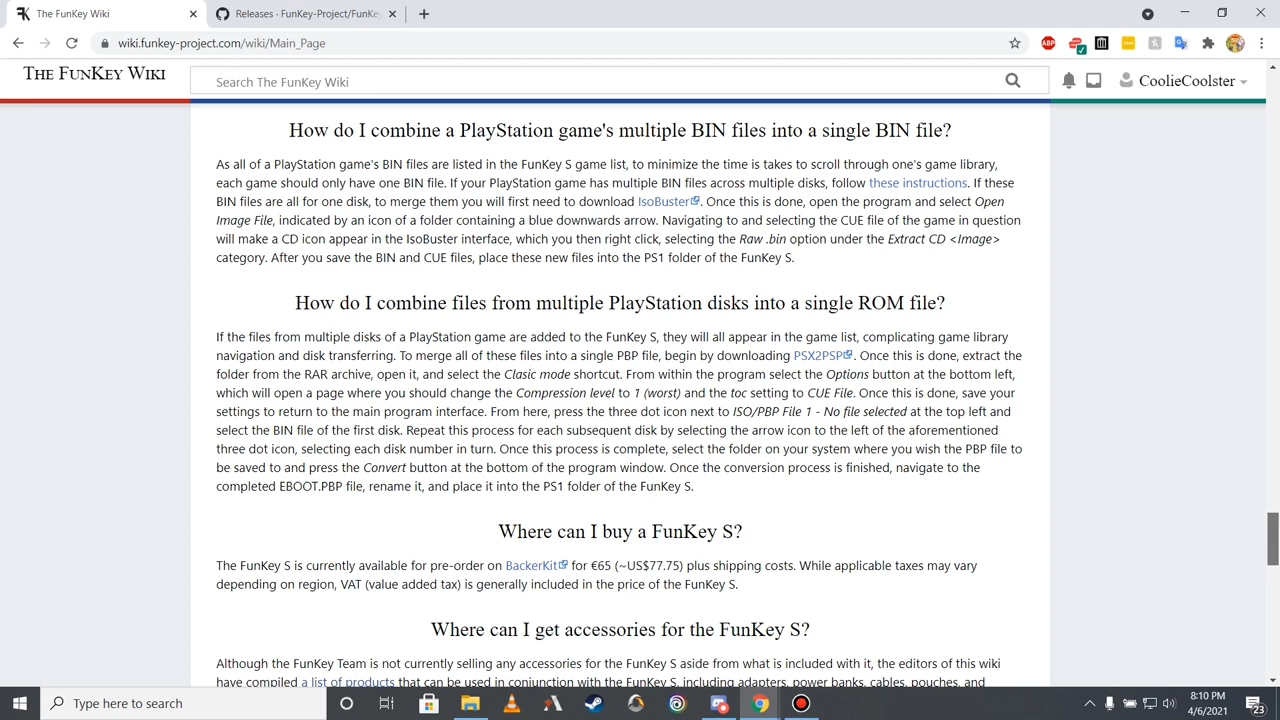 The FunKey Wiki
Releases · FunKey-Project/FunKey
wiki.funkey-project.com/wiki/Main_Page
ABP
THE FUNKEY WIKI
Search The FunKey Wiki
CoolieCoolster
How do I combine a PlayStation game's multiple BIN files into a single BIN file?
As all of a PlayStation game's BIN files are listed in the FunKey S game list, to minimize the time is takes to scroll through one's game library,
each game should only have one BIN file. If your PlayStation game has multiple BIN files across multiple disks, follow these instructions. If these
BIN files are all for one disk, to merge them you will first need to download IsoBuster. Once this is done, open the program and select Open
Image File, indicated by an icon of a folder containing a blue downwards arrow. Navigating to and selecting the CUE file of the game in question
will make a CD icon appear in the IsoBuster interface, which you then right click, selecting the Raw .bin option under the Extract CD <Image>
category. After you save the BIN and CUE files, place these new files into the PS1 folder of the FunKey S.
How do I combine files from multiple PlayStation disks into a single ROM file?
If the files from multiple disks of a PlayStation game are added to the FunKey S, they will all appear in the game list, complicating game library
navigation and disk transferring. To merge all of these files into a single PBP file, begin by downloading PSX2PSP. Once this is done, extract the
folder from the RAR archive, open it, and select the Clasic mode shortcut. From within the program select the Options button at the bottom left,
which will open a page where you should change the Compression level to 1 (worst) and the toc setting to CUE File. Once this is done, save your
settings to return to the main program interface. From here, press the three dot icon next to ISO/PBP File 1 - No file selected at the top left and
select the BIN file of the first disk. Repeat this process for each subsequent disk by selecting the arrow icon to the left of the aforementioned
three dot icon, selecting each disk number in turn. Once this process is complete, select the folder on your system where you wish the PBP file to
be saved to and press the Convert button at the bottom of the program window. Once the conversion process is finished, navigate to the
completed EBOOT.PBP file, rename it, and place it into the PS1 folder of the FunKey S.
Where can I buy a FunKey S?
The FunKey S is currently available for pre-order on BackerKit for €65 (~US$77.75) plus shipping costs. While applicable taxes may vary
depending on region, VAT (value added tax) is generally included in the price of the FunKey S.
Where can I get accessories for the FunKey S?
Although the FunKey Team is not currently selling any accessories for the FunKey S aside from what is included with it, the editors of this wiki
have compiled a list of products that can be used in conjunction with the FunKey S, including adapters, power banks, cables, pouches, and
Type here to search
8:10 PM
4/6/2021
23